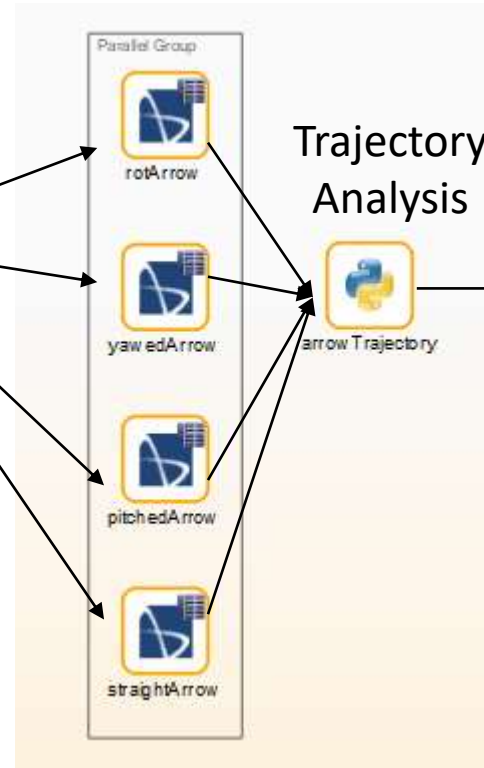 Parallel Group
rotArrow
Trajectory
Analysis
yawedArrow
arrowTrajectory
pitchedArrow
straightArrow